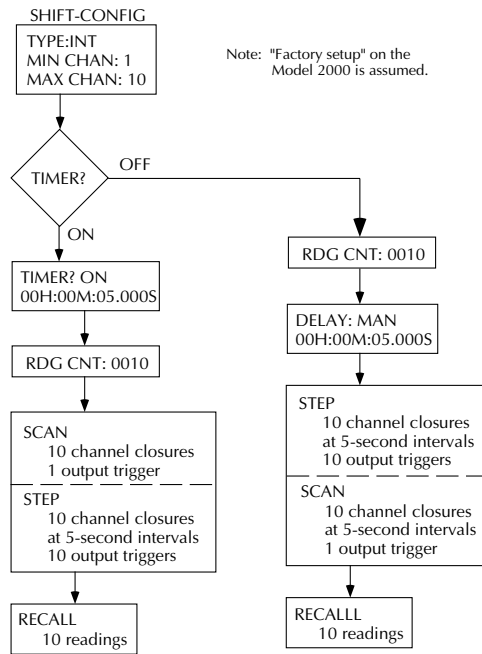 SHIFT-CONFIG
TYPE:INT
MIN CHAN: 1
MAX CHAN: 10
Note: "Factory setup" on the
Model 2000 is assumed.
TIMER?
OFF
ON
TIMER? ON
00H:00M:05.000S
RDG CNT: 0010
SCAN
10 channel closures
1 output trigger
STEP
10 channel closures
at 5-second intervals
10 output triggers
RECALL
10 readings
RDG CNT: 0010
DELAY: MAN
00H:00M:05.000S
STEP
10 channel closures
at 5-second intervals
10 output triggers
SCAN
10 channel closures
at 5-second intervals
1 output trigger
RECALLL
10 readings